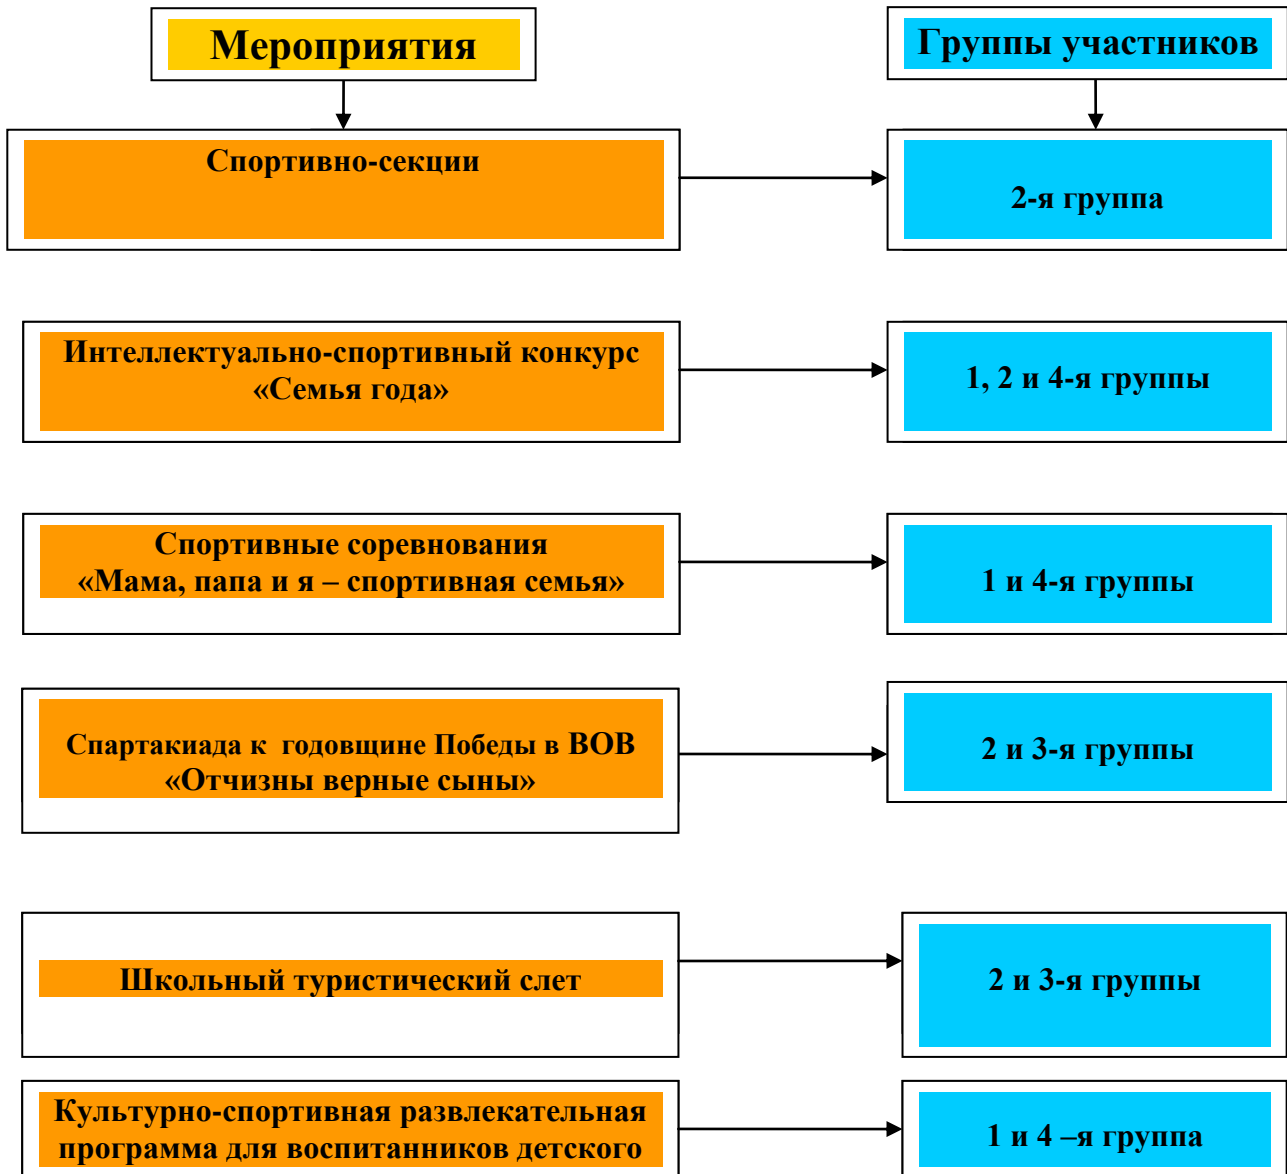 Мероприятия
Группы участников
Спортивно-секции
2-я группа
Интеллектуально-спортивный конкурс
«Семья года»
1, 2 и 4-я группы
Спортивные соревнования
«Мама, папа и я – спортивная семья»
1 и 4-я группы
Спартакиада к  годовщине Победы в ВОВ
«Отчизны верные сыны»
2 и 3-я группы
Школьный туристический слет
2 и 3-я группы
Культурно-спортивная развлекательная
программа для воспитанников детского
1 и 4 –я группа